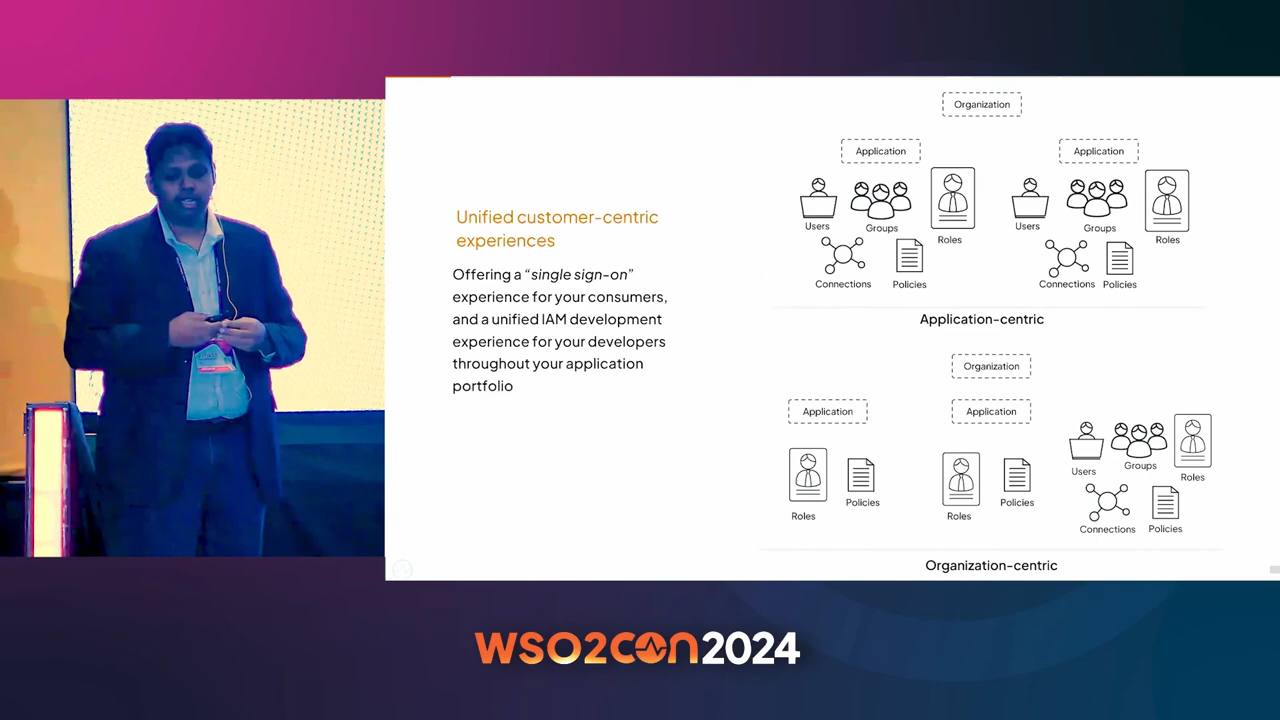 Unified customer-centric
experiences
Offering a “single sign-on”
experience for your consumers,
and a unified IAM development
experience for your developers
throughout your application
portfolio
Organization
Application
Application
Users
Groups
Roles
Users
Groups
Roles
Connections
Policies
Connections
Policies
Application-centric
Organization
Application
Application
Users
Groups
Roles
Roles
Policies
Roles
Policies
Connections
Policies
Organization-centric
WSO2CON2024